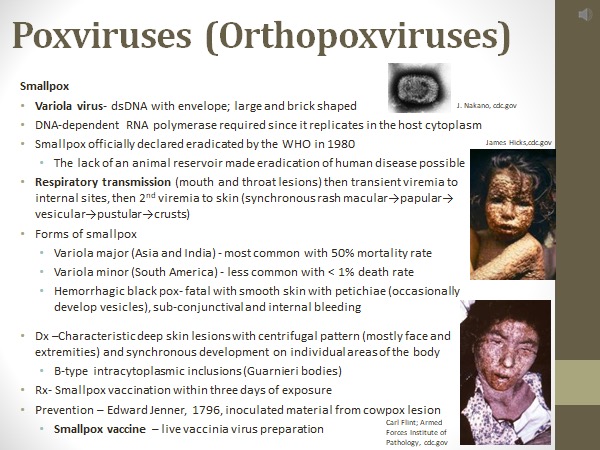 Poxviruses (Orthopoxviruses)
Smallpox
• Variola virus- dsDNA with envelope; large and brick shaped
J. Nakano, cdc.gov
• DNA-dependent RNA polymerase required since it replicates in the host cytoplasm
• Smallpox officially declared eradicated by the WHO in 1980
James Hicks,cdc.gov
• The lack of an animal reservoir made eradication of human disease possible
• Respiratory transmission (mouth and throat lesions) then transient viremia to
internal sites, then 2nd viremia to skin (synchronous rash macular→papular→
vesicular→pustular→crusts)
• Forms of smallpox
• Variola major (Asia and India) - most common with 50% mortality rate
• Variola minor (South America) - less common with < 1% death rate
• Hemorrhagic black pox- fatal with smooth skin with petichiae (occasionally
develop vesicles), sub-conjunctival and internal bleeding
• Dx –Characteristic deep skin lesions with centrifugal pattern (mostly face and
extremities) and synchronous development on individual areas of the body
• B-type intracytoplasmic inclusions (Guarnieri bodies)
• Rx- Smallpox vaccination within three days of exposure
• Prevention – Edward Jenner, 1796, inoculated material from cowpox lesion
• Smallpox vaccine – live vaccinia virus preparation
Carl Flint; Armed
Forces Institute of
Pathology, cdc.gov